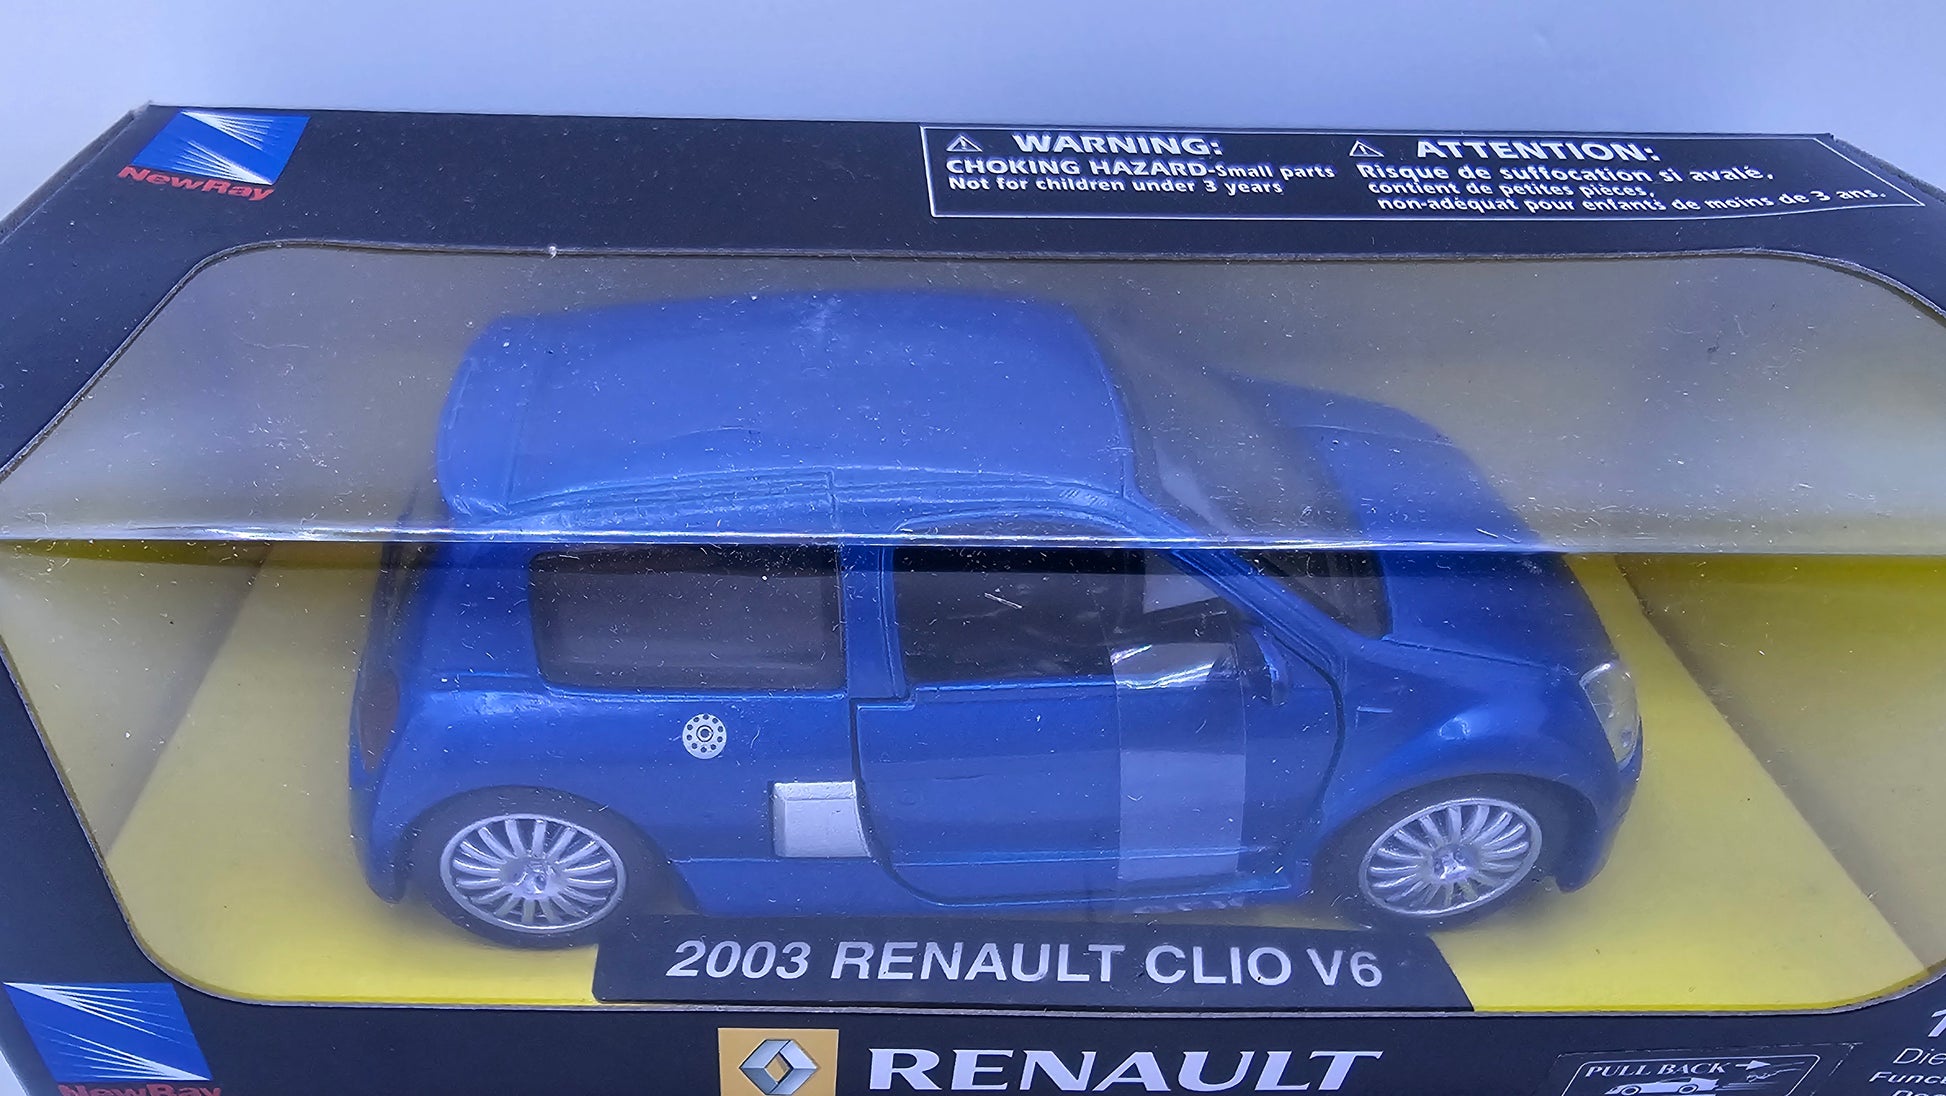 NewRay
WARNING:
CHOKING HAZARD-Small parts
Not for children under 3 years
ATTENTION:
Risque de suffocation si avalé,
contient de petites pièces,
non-adéquat pour enfants de moins de 3 ans.
2003 RENAULT CLIO V6
RENAULT
NewRay
PULL BACK